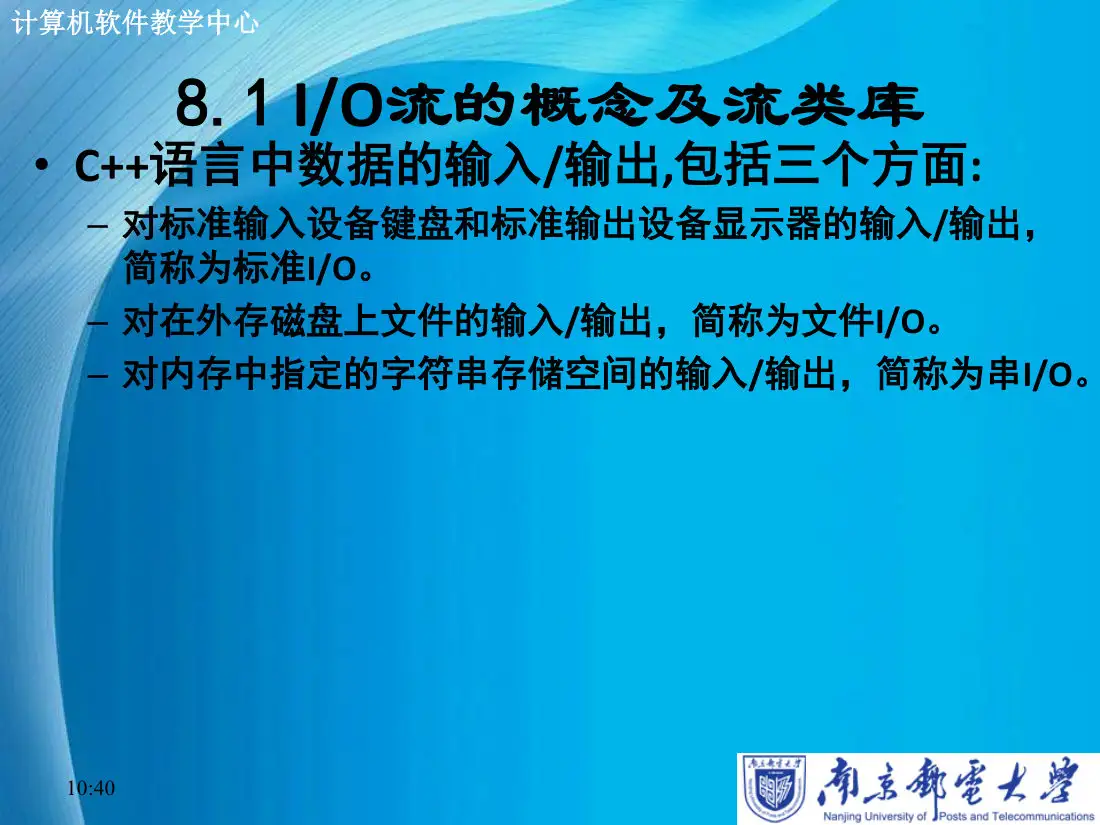 计算机软件教学中心
8.1 I/O流的概念及流类库
• C++语言中数据的输入/输出,包括三个方面:
– 对标准输入设备键盘和标准输出设备显示器的输入/输出，
简称为标准I/O。
– 对在外存磁盘上文件的输入/输出，简称为文件I/O。
– 对内存中指定的字符串存储空间的输入/输出，简称为串I/O。
10:40
南京郵電大學
Nanjing University of Posts and Telecommunications